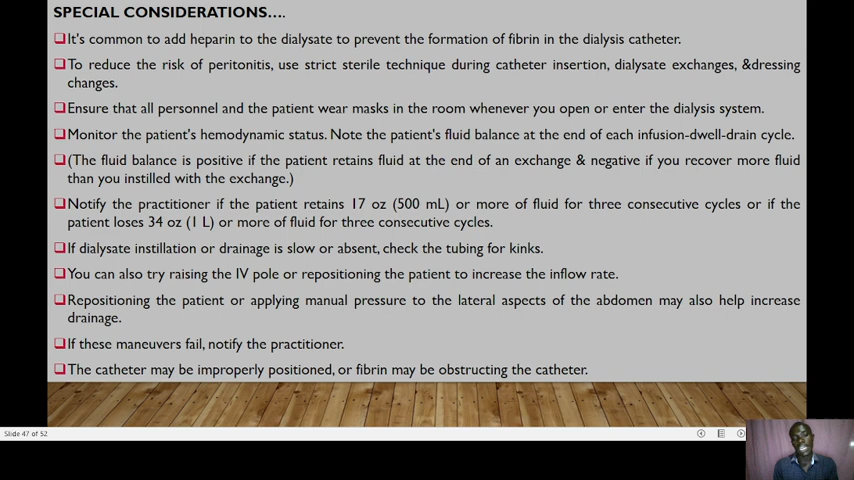 SPECIAL CONSIDERATIONS….
It's common to add heparin to the dialysate to prevent the formation of fibrin in the dialysis catheter.
To reduce the risk of peritonitis, use strict sterile technique during catheter insertion, dialysate exchanges, &dressing
changes.
Ensure that all personnel and the patient wear masks in the room whenever you open or enter the dialysis system.
Monitor the patient's hemodynamic status. Note the patient's fluid balance at the end of each infusion-dwell-drain cycle.
(The fluid balance is positive if the patient retains fluid at the end of an exchange & negative if you recover more fluid
than you instilled with the exchange.)
Notify the practitioner if the patient retains 17 oz (500 mL) or more of fluid for three consecutive cycles or if the
patient loses 34 oz (1 L) or more of fluid for three consecutive cycles.
If dialysate instillation or drainage is slow or absent, check the tubing for kinks.
You can also try raising the IV pole or repositioning the patient to increase the inflow rate.
Repositioning the patient or applying manual pressure to the lateral aspects of the abdomen may also help increase
drainage.
If these maneuvers fail, notify the practitioner.
The catheter may be improperly positioned, or fibrin may be obstructing the catheter.
Slide 47 of 52